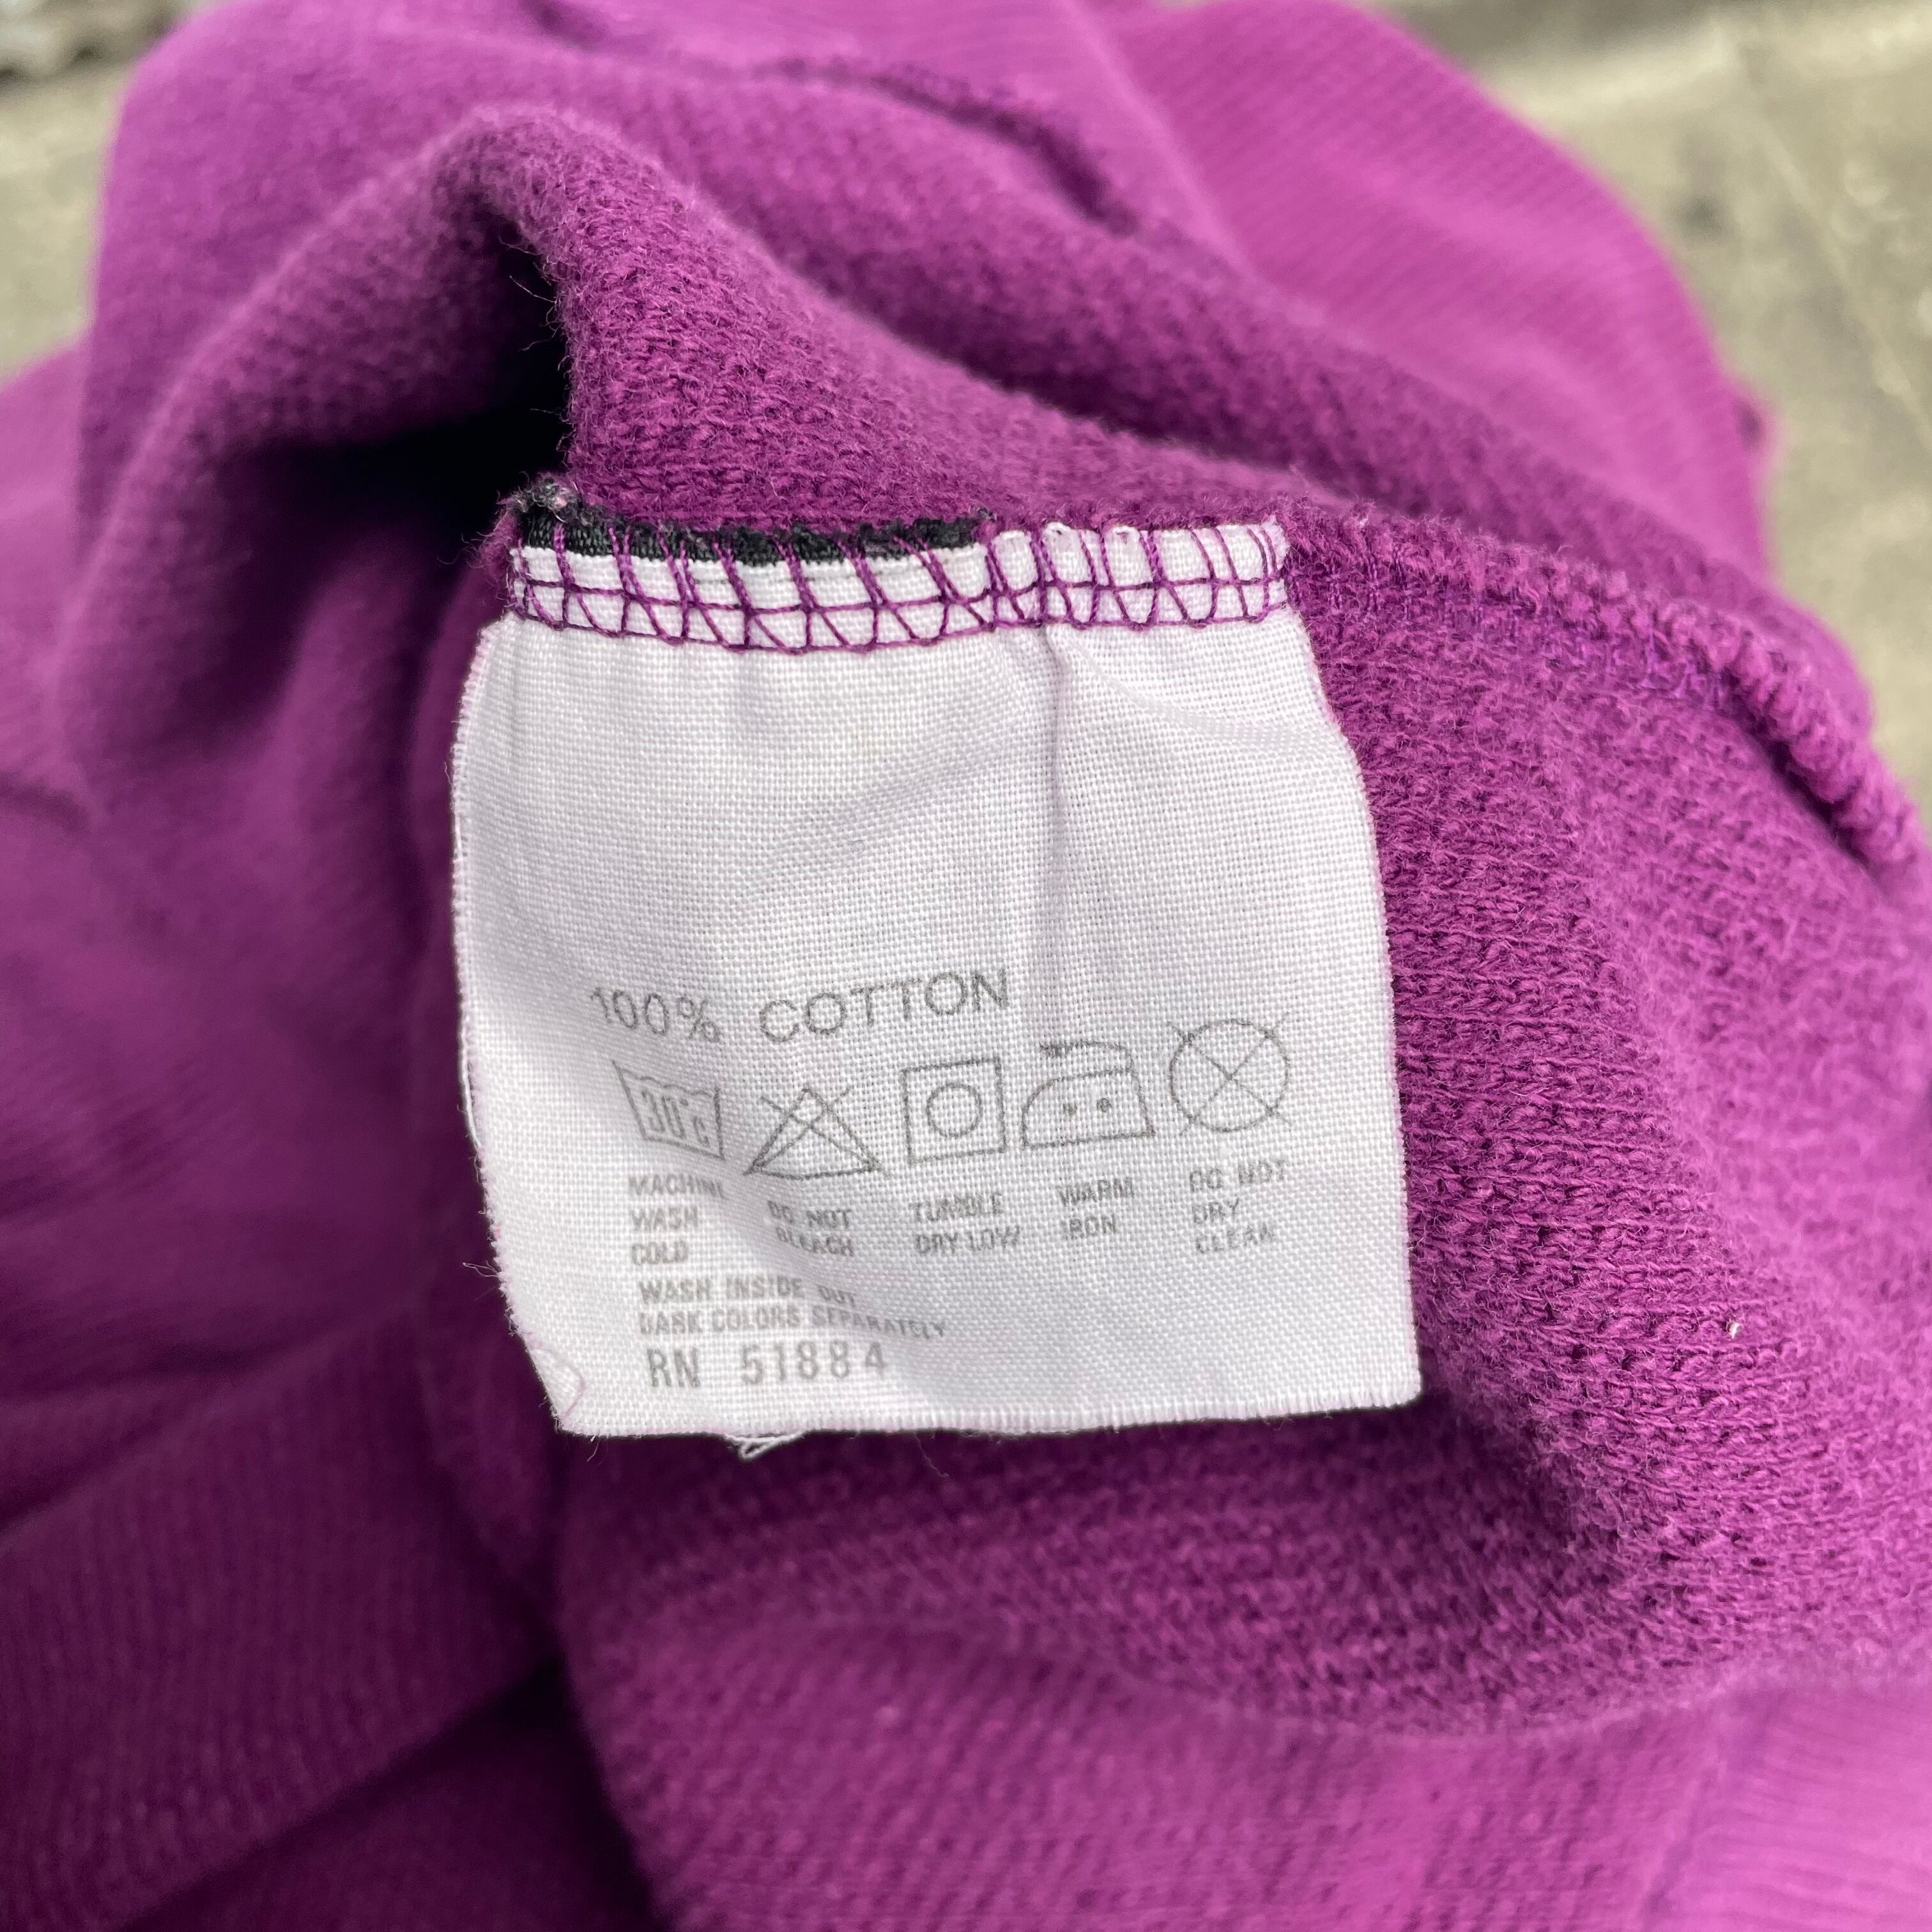 100% COTTON
30°C
MACHINE WASH COLD
DO NOT BLEACH
TUMBLE DRY LOW
WARM IRON
DO NOT DRY CLEAN
WASH INSIDE OUT
DARK COLORS SEPARATELY
RN 51884